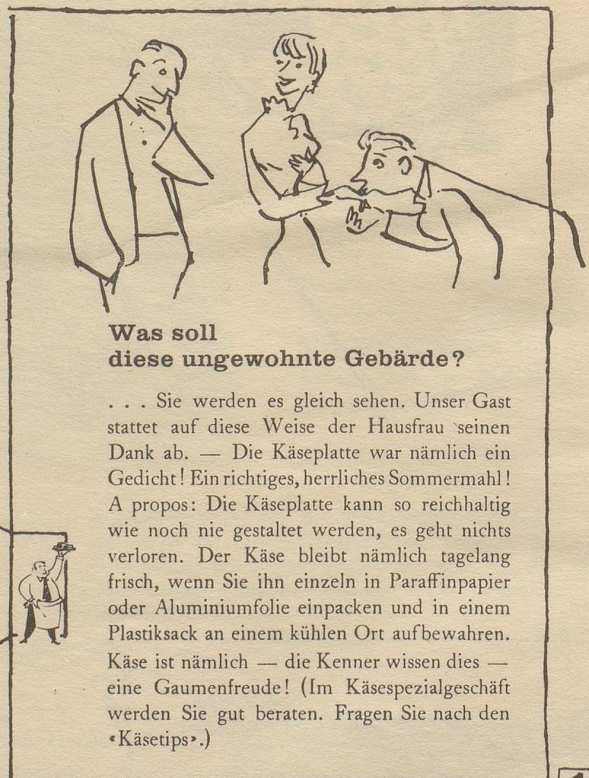 Was soll
diese ungewohnte Gebärde?
. . . Sie werden es gleich sehen. Unser Gast
stattet auf diese Weise der Hausfrau seinen
Dank ab. — Die Käseplatte war nämlich ein
Gedicht! Ein richtiges, herrliches Sommermahl!
A propos: Die Käseplatte kann so reichhaltig
wie noch nie gestaltet werden, es geht nichts
verloren. Der Käse bleibt nämlich tagelang
frisch, wenn Sie ihn einzeln in Paraffinpapier
oder Aluminiumfolie einpacken und in einem
Plastiksack an einem kühlen Ort aufbewahren.
Käse ist nämlich — die Kenner wissen dies —
eine Gaumenfreude! (Im Käsespezialgeschäft
werden Sie gut beraten. Fragen Sie nach den
«Käsetips».)